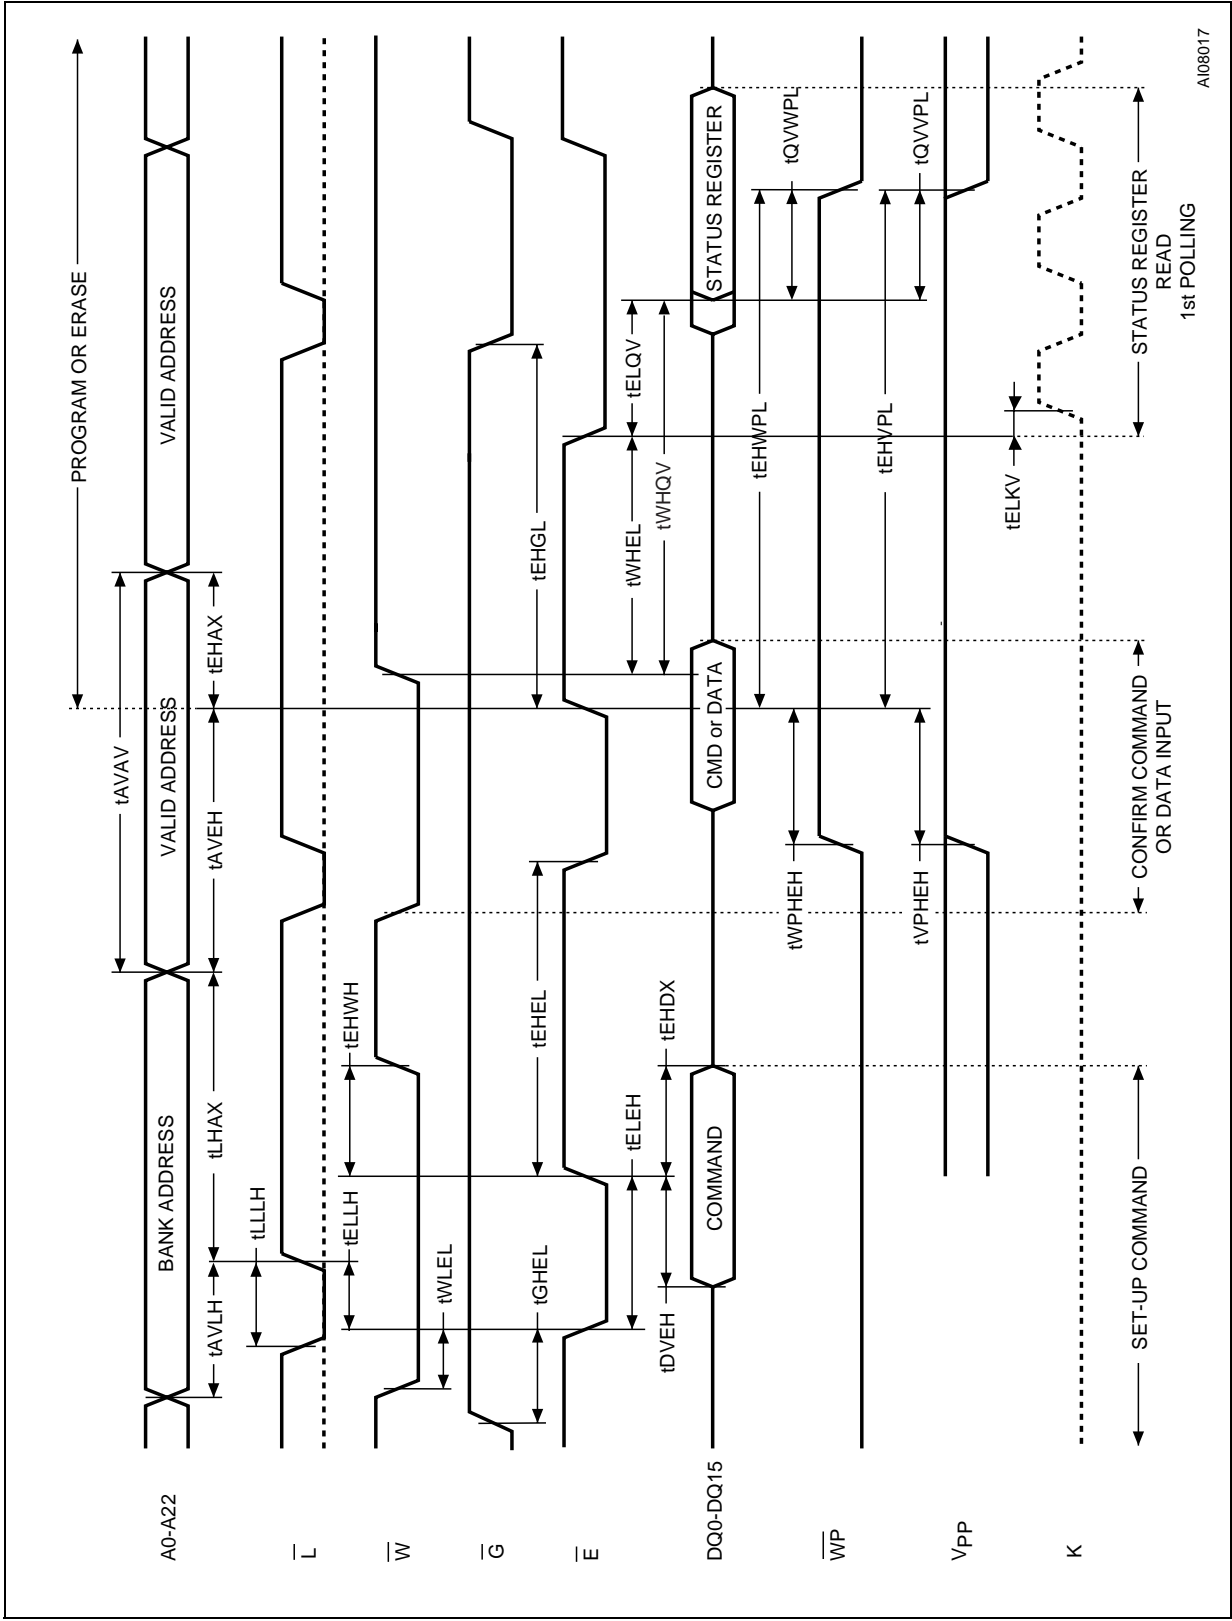 PROGRAM OR ERASE
tAVAV
A0-A22
BANK ADDRESS
VALID ADDRESS
VALID ADDRESS
tAVLH
tLHAX
tAVEH
tEHAX
tLLLH
L
tELLH
tEHWH
W
tWLEL
G
tGHEL
tEHEL
tEHGL
E
tELEH
tWHEL
tELQV
tDVEH
tEHDX
tWHQV
DQ0-DQ15
COMMAND
CMD or DATA
STATUS REGISTER
tEHWPL
tWPHEH
tQVWPL
WP
tEHVPL
tVPHEH
tQVVPL
VPP
tELKV
K
SET-UP COMMAND
CONFIRM COMMAND
OR DATA INPUT
STATUS REGISTER
READ
1st POLLING
AI08017